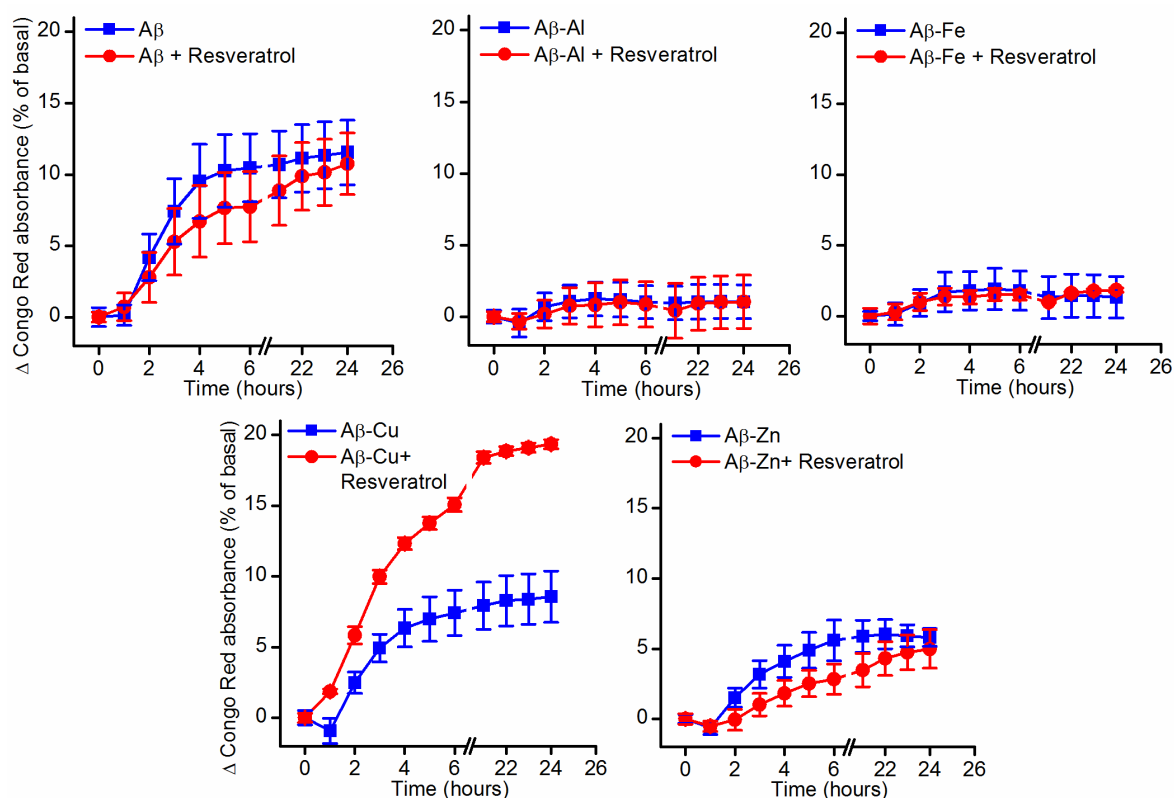 Δ Congo Red absorbance (% of basal)
20
15
10
5
0
Aβ
Aβ + Resveratrol
0 2 4 6 22 24 26
Time (hours)
20
15
10
5
0
Aβ-Al
Aβ-Al + Resveratrol
0 2 4 6 22 24 26
Time (hours)
20
15
10
5
0
Aβ-Fe
Aβ-Fe + Resveratrol
0 2 4 6 22 24 26
Time (hours)
Δ Congo Red absorbance (% of basal)
20
15
10
5
0
Aβ-Cu
Aβ-Cu+
Resveratrol
0 2 4 6 22 24 26
Time (hours)
20
15
10
5
0
Aβ-Zn
Aβ-Zn+ Resveratrol
0 2 4 6 22 24 26
Time (hours)